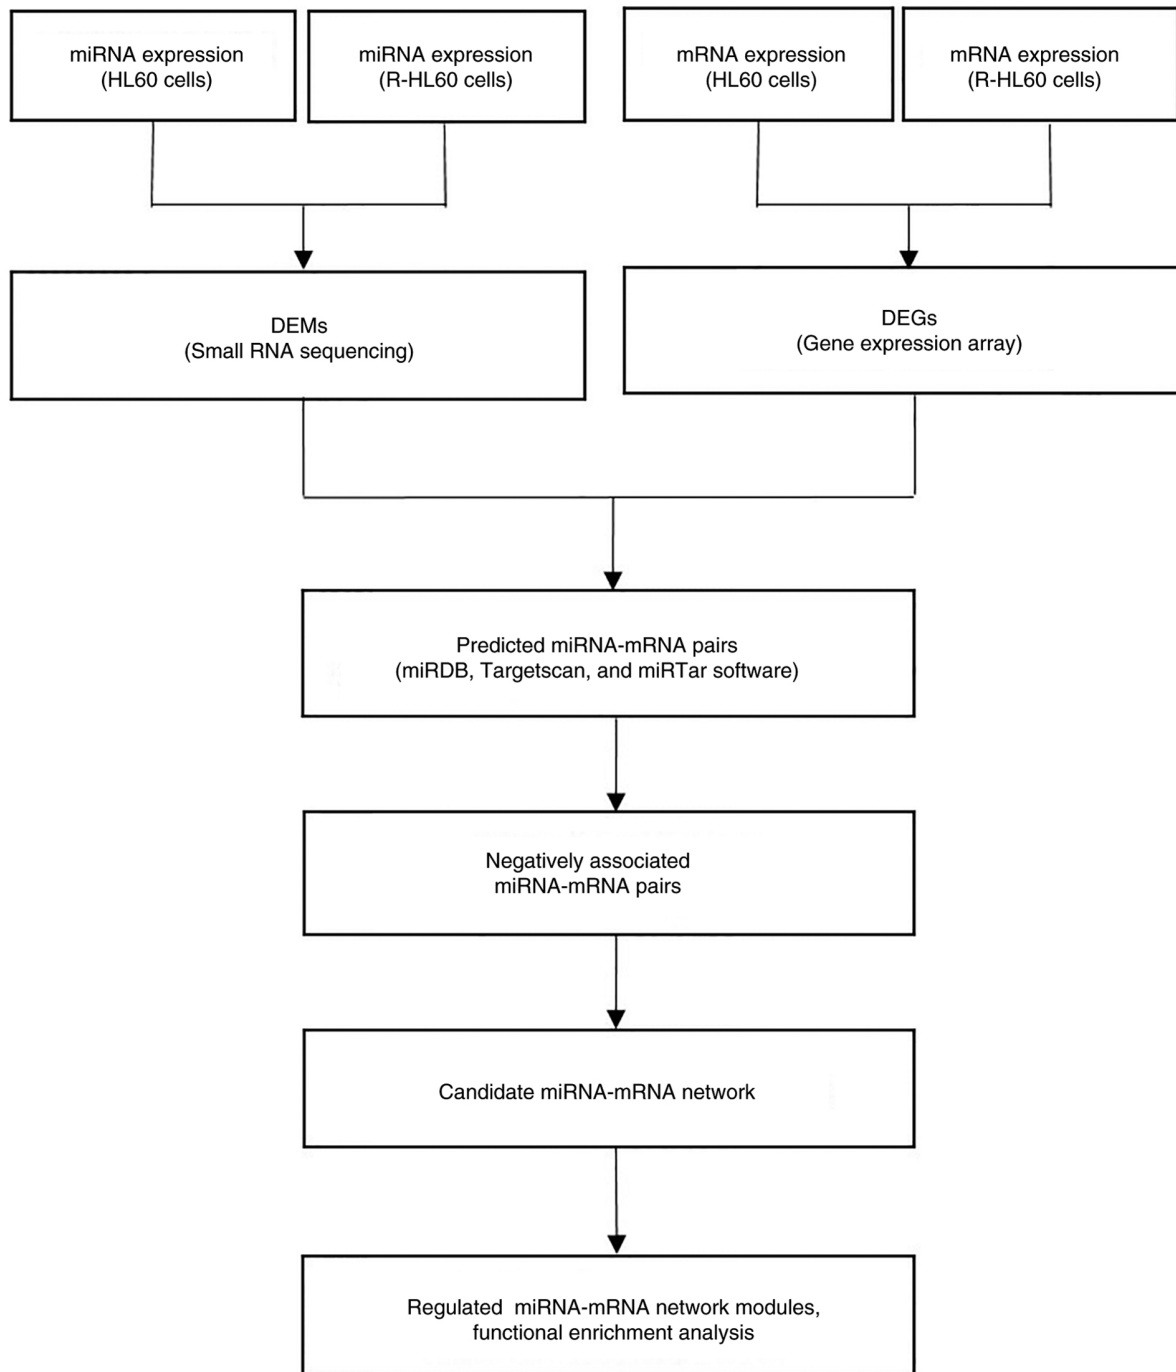 miRNA expression
(HL60 cells)
miRNA expression
(R-HL60 cells)
mRNA expression
(HL60 cells)
mRNA expression
(R-HL60 cells)
DEMs
(Small RNA sequencing)
DEGs
(Gene expression array)
Predicted miRNA-mRNA pairs
(miRDB, Targetscan, and miRTar software)
Negatively associated
miRNA-mRNA pairs
Candidate miRNA-mRNA network
Regulated miRNA-mRNA network modules,
functional enrichment analysis